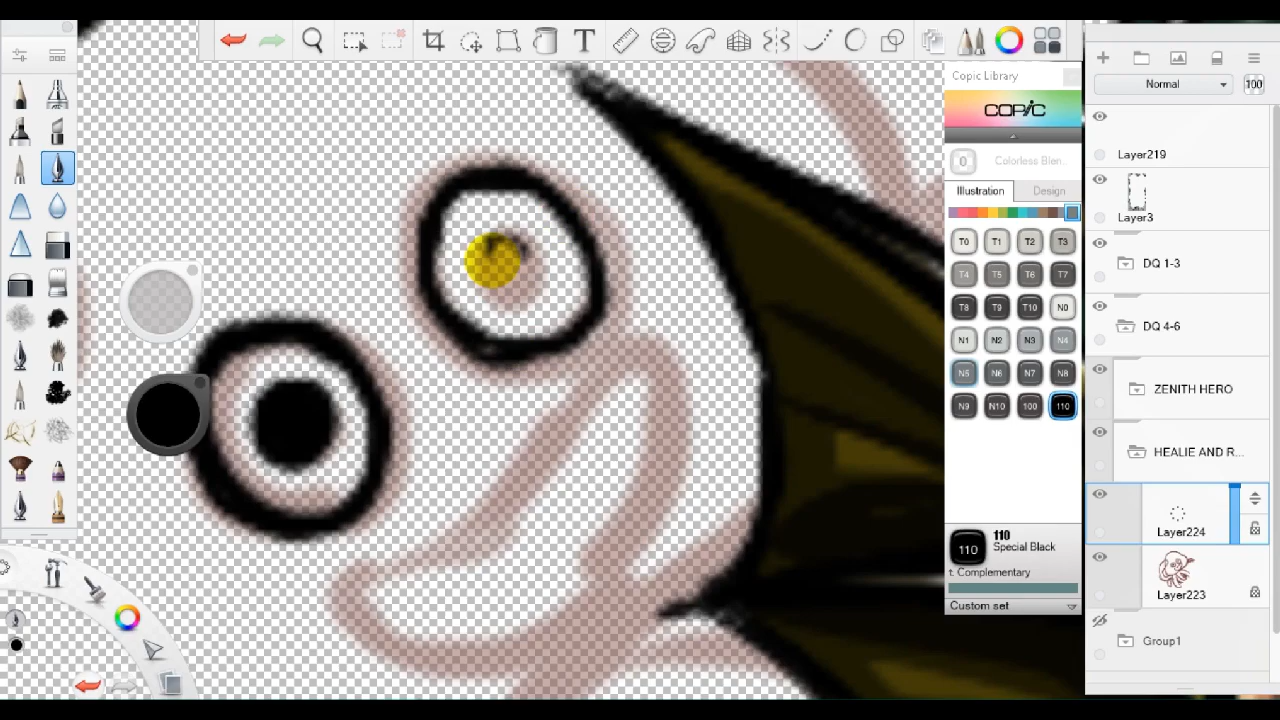 Copic Library
COPIC
0 Colorless Blen...
Illustration Design
T0 T1 T2 T3
T4 T5 T6 T7
T8 T9 T10 N0
N1 N2 N3 N4
N5 N6 N7 N8
N9 N10 100 110
110 110
Special Black
t: Complementary
Custom set
Normal 100
Layer219
Layer3
DQ 1-3
DQ 4-6
ZENITH HERO
HEALIE AND R...
Layer224
Layer223
Group1